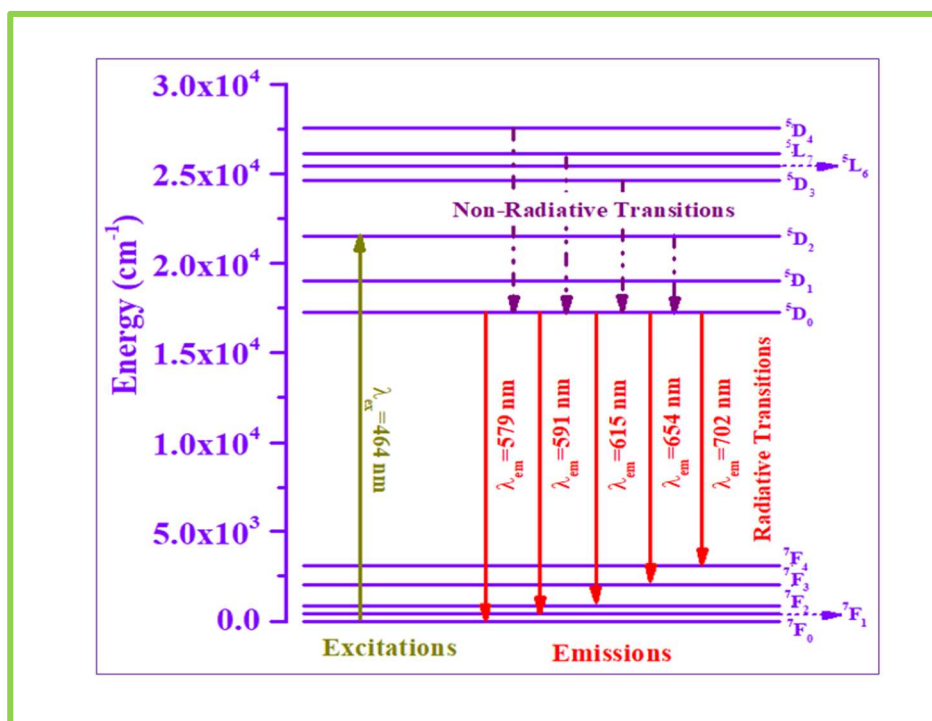 3.0x10⁴
2.5x10⁴
2.0x10⁴
1.5x10⁴
1.0x10⁴
5.0x10³
0.0
Energy (cm⁻¹)
⁵D₄
⁵L₇
⁵L₆
⁵D₃
Non-Radiative Transitions
⁵D₂
⁵D₁
⁵D₀
λₑₓ=464 nm
λₑₘ=579 nm
λₑₘ=591 nm
λₑₘ=615 nm
λₑₘ=654 nm
λₑₘ=702 nm
Radiative Transitions
⁷F₄
⁷F₃
⁷F₂
⁷F₁
⁷F₀
Excitations
Emissions